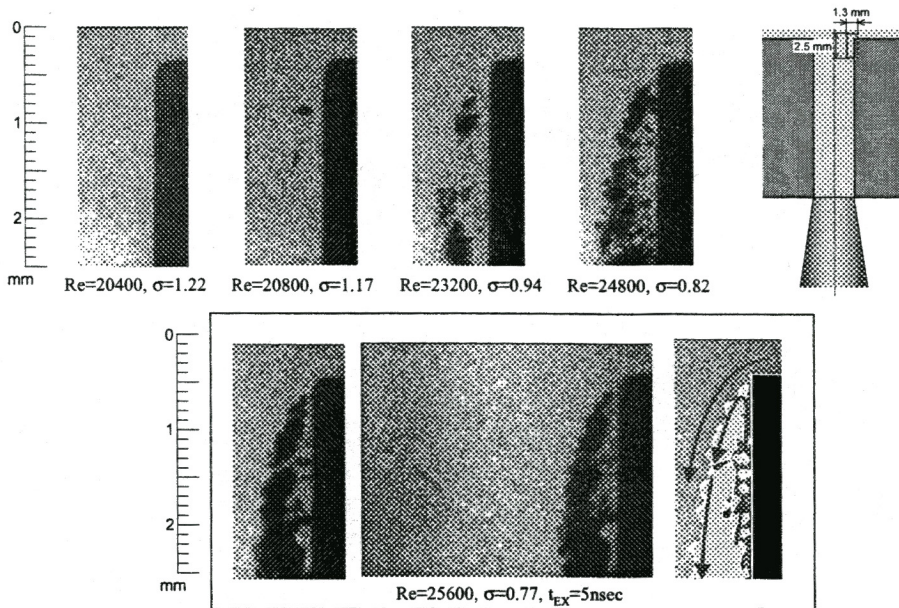 0
1
2
mm
1.3 mm
2.5 mm
Re=20400, σ=1.22
Re=20800, σ=1.17
Re=23200, σ=0.94
Re=24800, σ=0.82
0
1
2
mm
Re=25600, σ=0.77, tEX=5nsec